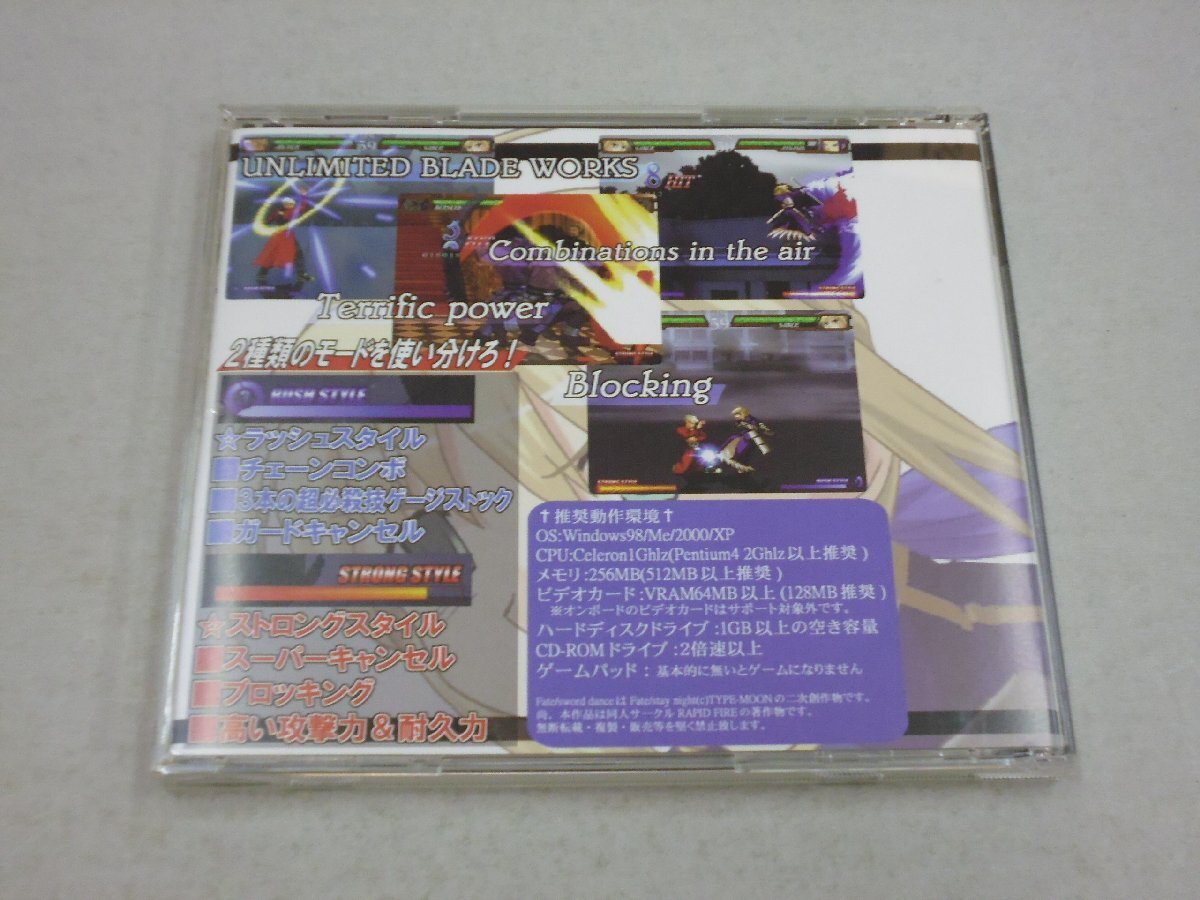 UNLIMITED BLADE WORKS
59
8 HIT
Combinations in the air
Terrific power
59
SABER
Blocking
2種類のモードを使い分けろ!
RUSH STYLE
☆ラッシュスタイル
■チェーンコンボ
■3本の超必殺技ゲージストック
■ガードキャンセル
STRONG STYLE
☆ストロングスタイル
■スーパーキャンセル
■ブロッキング
■高い攻撃力&耐久力
†推奨動作環境†
OS:Windows98/Me/2000/XP
CPU:Celeron1Ghlz(Pentium4 2Ghlz以上推奨)
メモリ:256MB(512MB以上推奨)
ビデオカード:VRAM64MB以上(128MB推奨)
※オンボードのビデオカードはサポート対象外です。
ハードディスクドライブ:1GB以上の空き容量
CD-ROMドライブ:2倍速以上
ゲームパッド:基本的に無いとゲームになりません
Fate/sword danceは Fate/stay night(c)TYPE-MOONの二次創作物です。
尚、本作品は同人サークル RAPID FIREの著作物です。
無断転載・複製・販売等を堅く禁止致します。